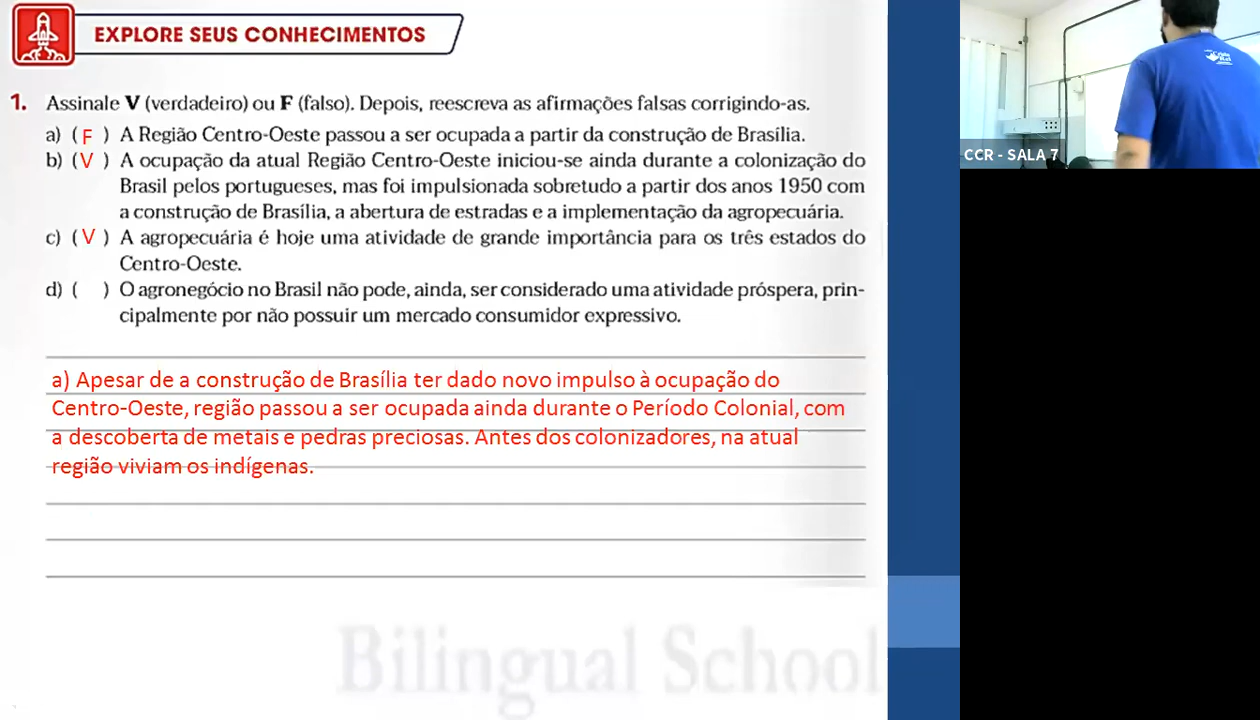 EXPLORE SEUS CONHECIMENTOS
1. Assinale V (verdadeiro) ou F (falso). Depois, reescreva as afirmações falsas corrigindo-as.
a) ( F ) A Região Centro-Oeste passou a ser ocupada a partir da construção de Brasília.
b) ( V ) A ocupação da atual Região Centro-Oeste iniciou-se ainda durante a colonização do
Brasil pelos portugueses, mas foi impulsionada sobretudo a partir dos anos 1950 com
a construção de Brasília, a abertura de estradas e a implementação da agropecuária.
c) ( V ) A agropecuária é hoje uma atividade de grande importância para os três estados do
Centro-Oeste.
d) ( ) O agronegócio no Brasil não pode, ainda, ser considerado uma atividade próspera, prin-
cipalmente por não possuir um mercado consumidor expressivo.
a) Apesar de a construção de Brasília ter dado novo impulso à ocupação do
Centro-Oeste, região passou a ser ocupada ainda durante o Período Colonial, com
a descoberta de metais e pedras preciosas. Antes dos colonizadores, na atual
região viviam os indígenas.
Bilingual School
CCR - SALA 7